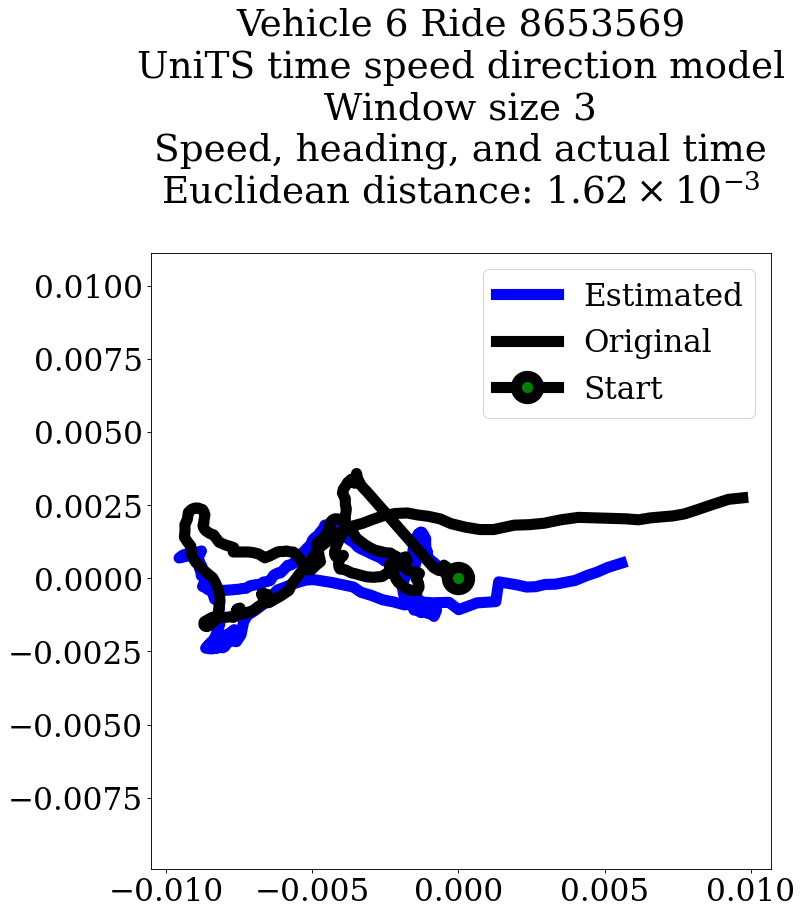 Vehicle 6 Ride 8653569
UniTS time speed direction model
Window size 3
Speed, heading, and actual time
Euclidean distance: 1.62 × 10⁻³
Estimated
Original
Start
0.0100
0.0075
0.0050
0.0025
0.0000
−0.0025
−0.0050
−0.0075
−0.010 −0.005 0.000 0.005 0.010